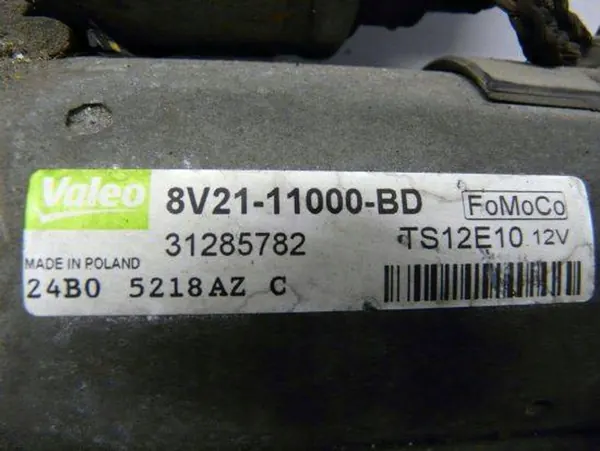 Valeo 8V21-11000-BD FoMoCo
31285782 TS12E10 12V
MADE IN POLAND
24B0 5218AZ C